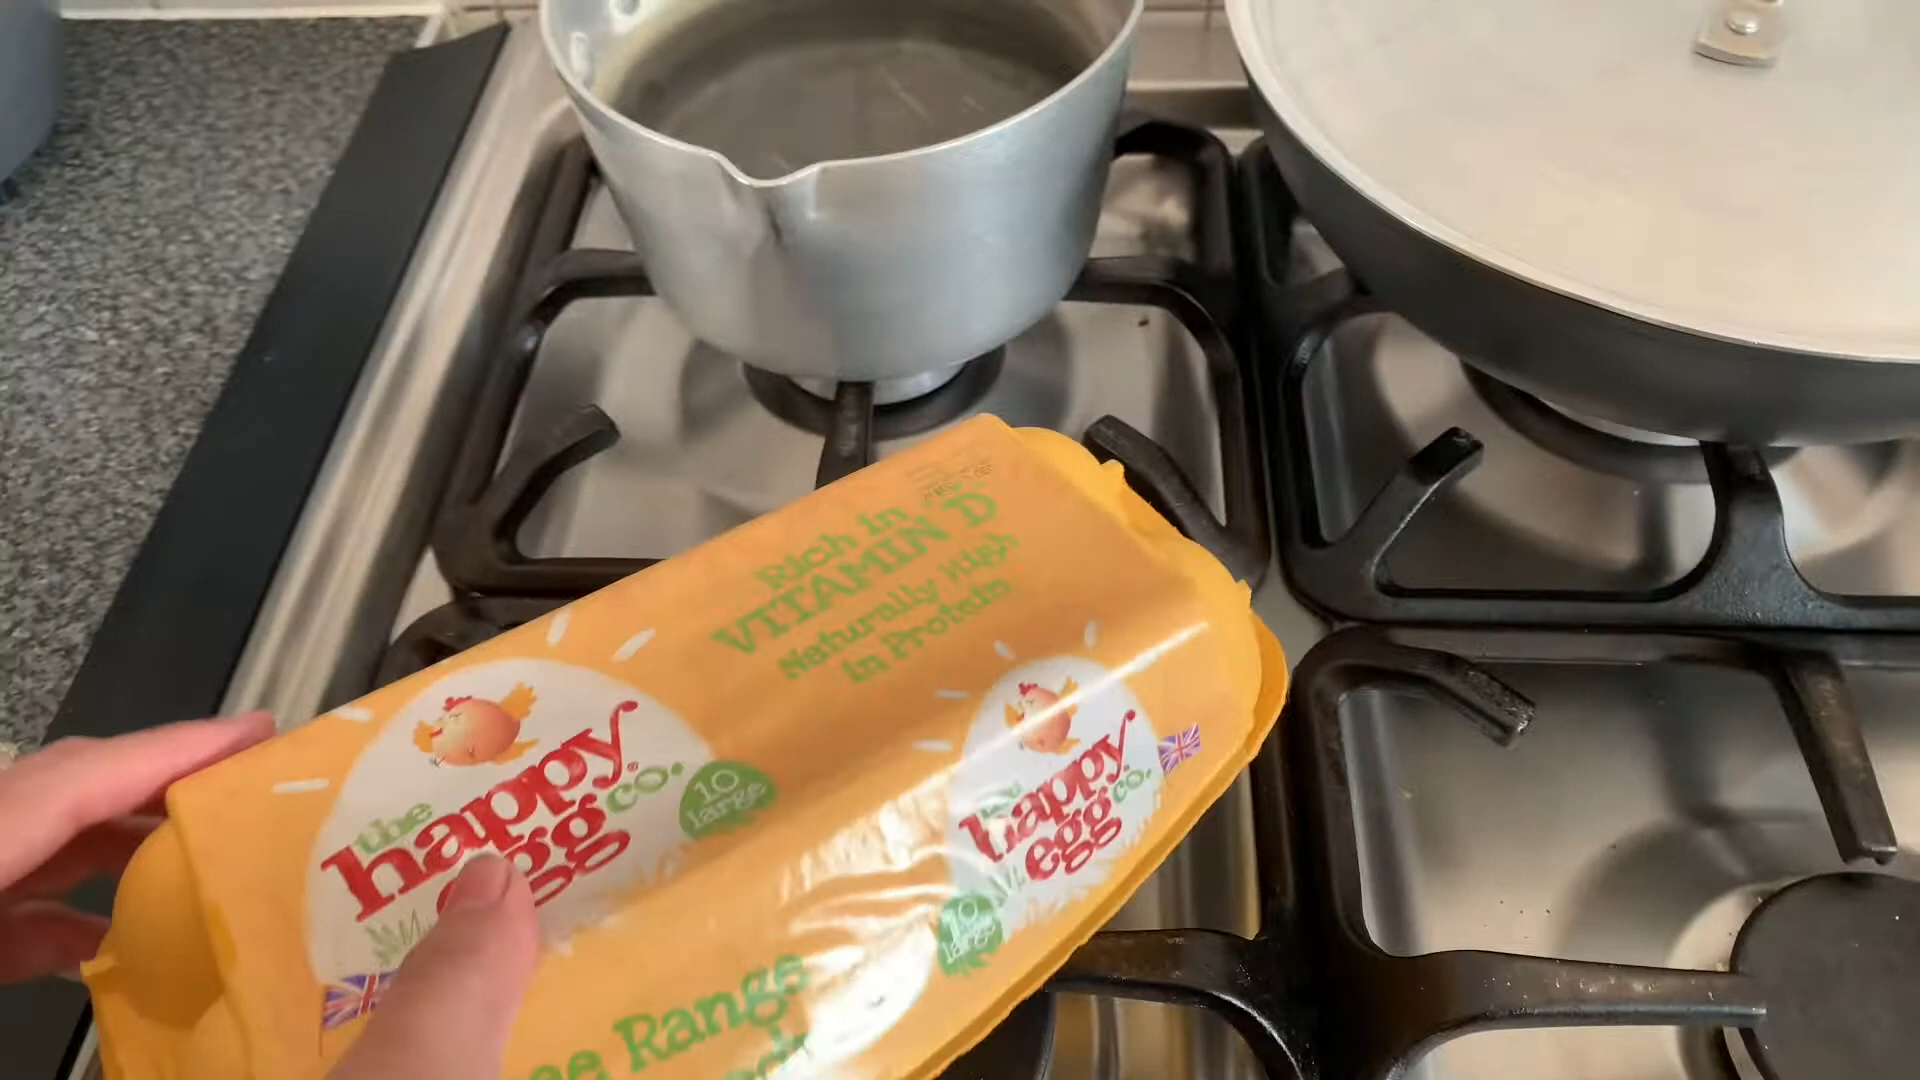 Rich in
VITAMIN D
Naturally High
in Protein
the
happy
egg co.
10
large
the
happy
egg co.
10
large
Range